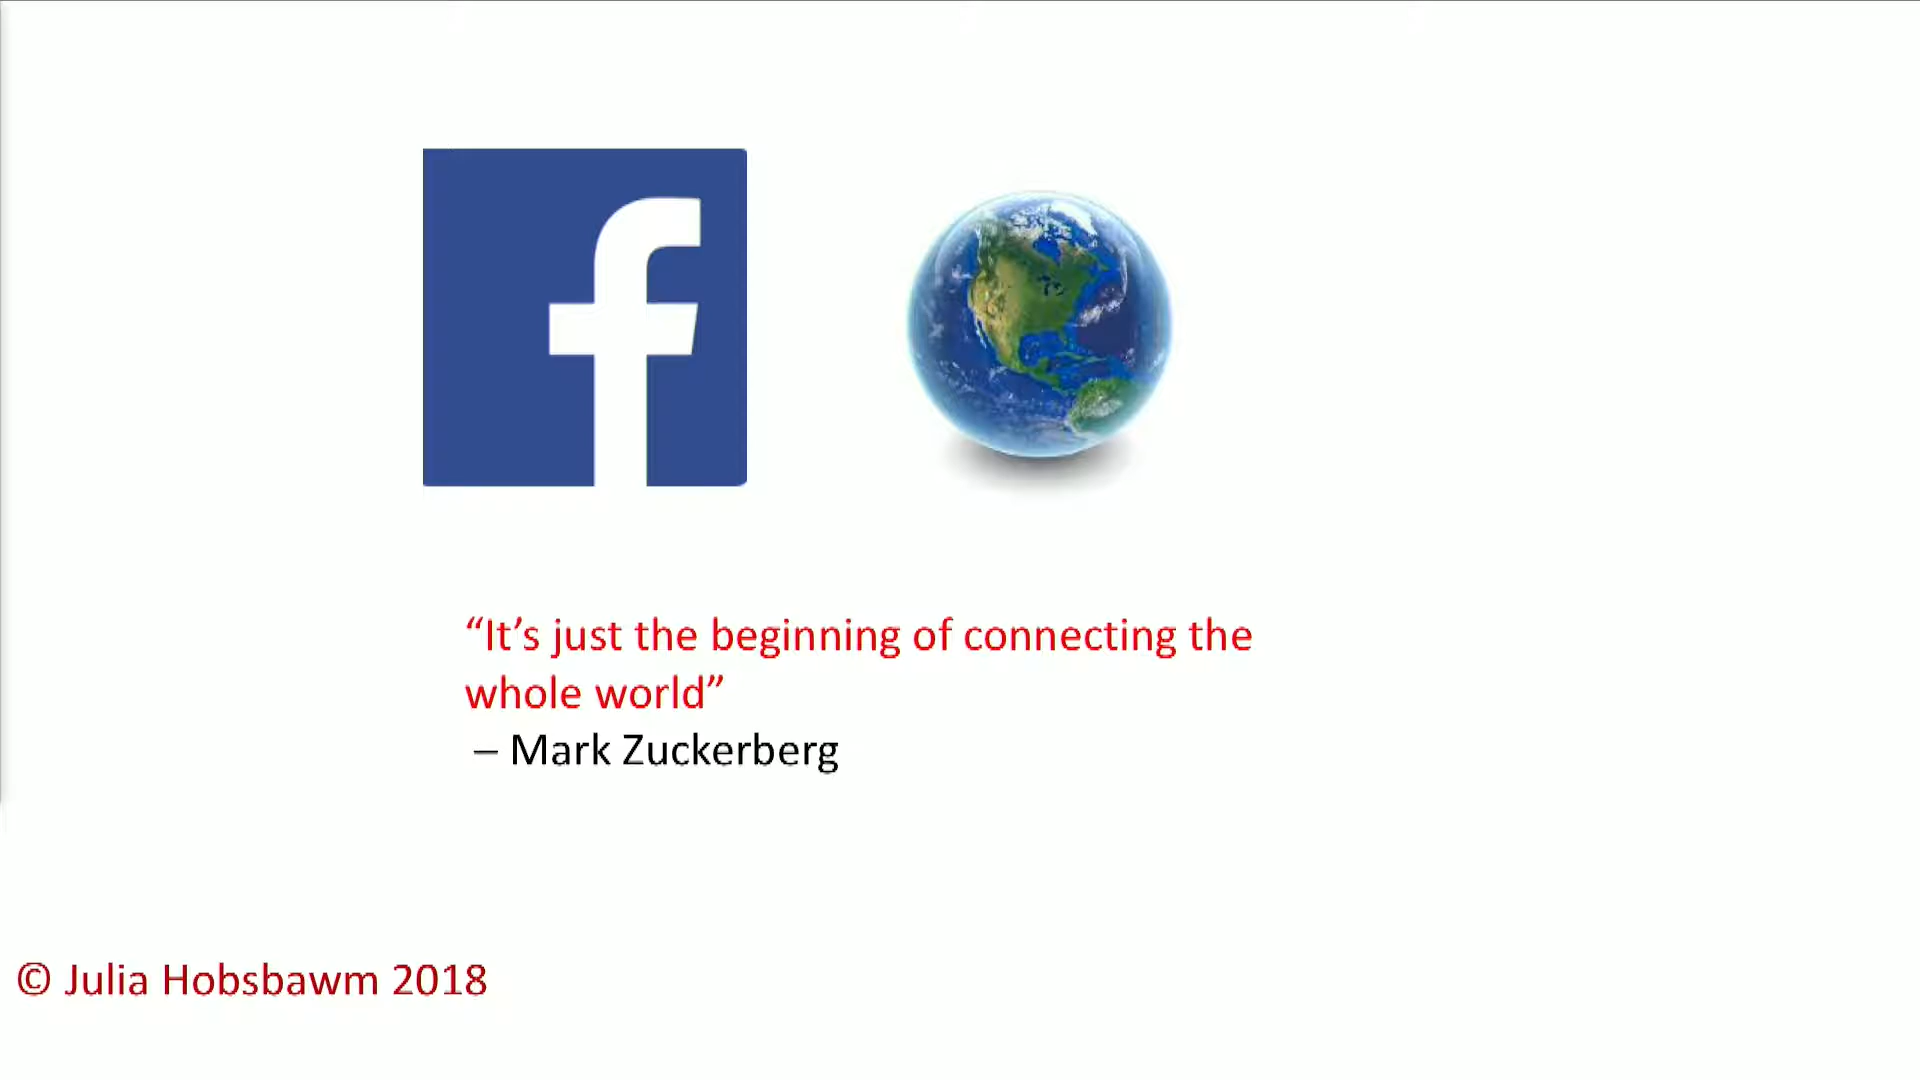 f
“It’s just the beginning of connecting the
whole world”
– Mark Zuckerberg
© Julia Hobsbawm 2018